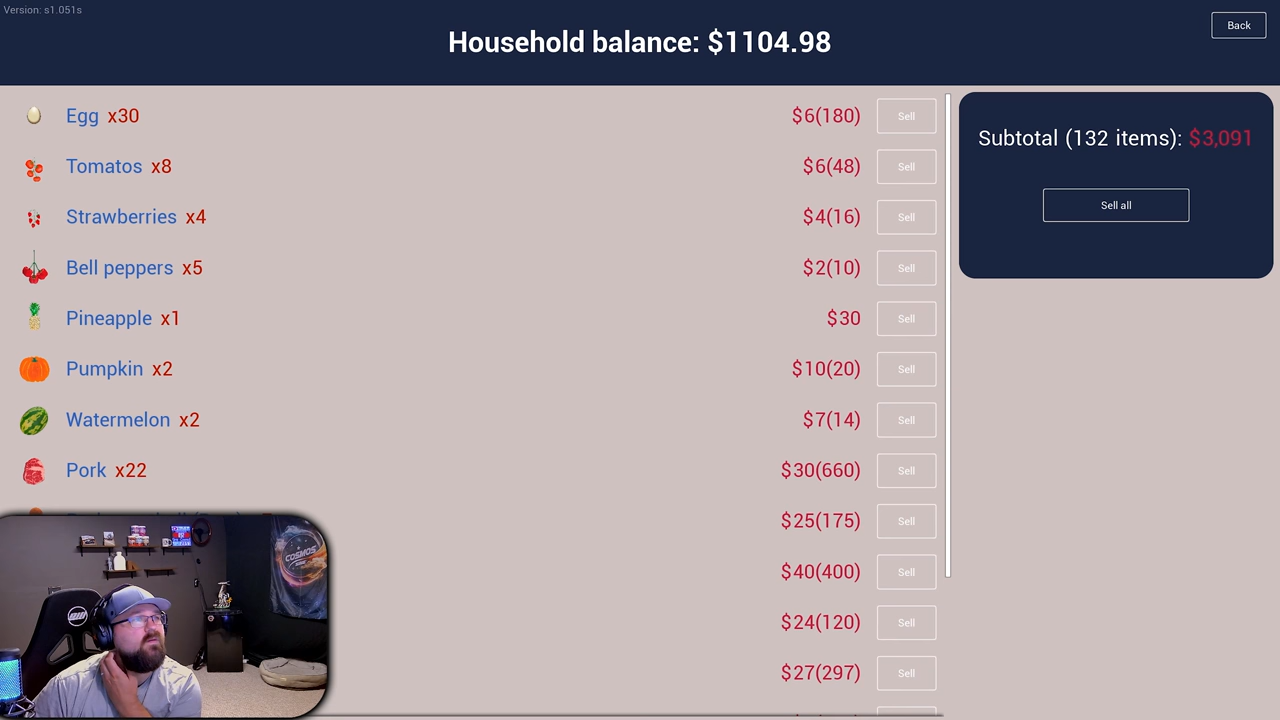 Version: s1.051s
Household balance: $1104.98
Back
Egg x30 $6(180) Sell
Tomatos x8 $6(48) Sell
Strawberries x4 $4(16) Sell
Bell peppers x5 $2(10) Sell
Pineapple x1 $30 Sell
Pumpkin x2 $10(20) Sell
Watermelon x2 $7(14) Sell
Pork x22 $30(660) Sell
$25(175) Sell
$40(400) Sell
$24(120) Sell
$27(297) Sell
Subtotal (132 items): $3,091
Sell all
COSMOS